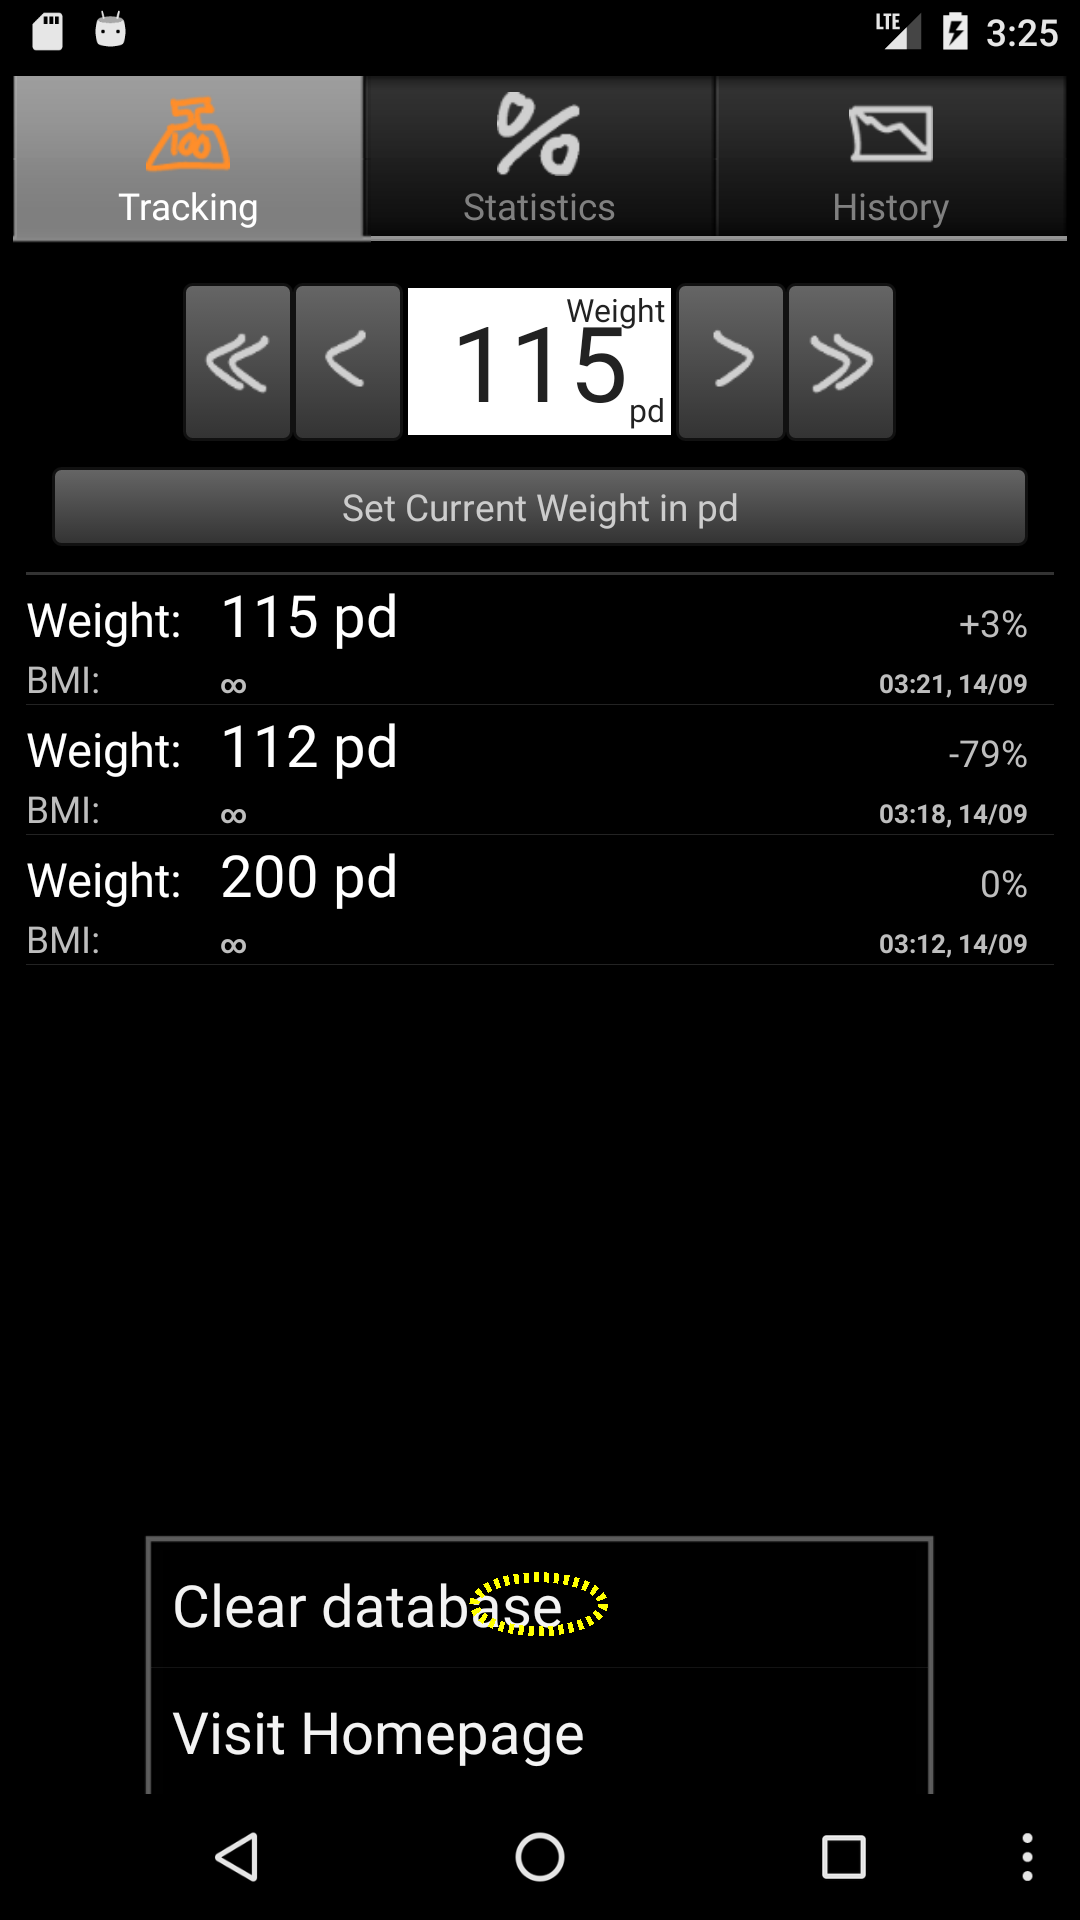 LTE 3:25
100
Tracking Statistics History
Weight
115
pd
Set Current Weight in pd
Weight: 115 pd +3%
BMI: ∞ 03:21, 14/09
Weight: 112 pd -79%
BMI: ∞ 03:18, 14/09
Weight: 200 pd 0%
BMI: ∞ 03:12, 14/09
Clear database
Visit Homepage